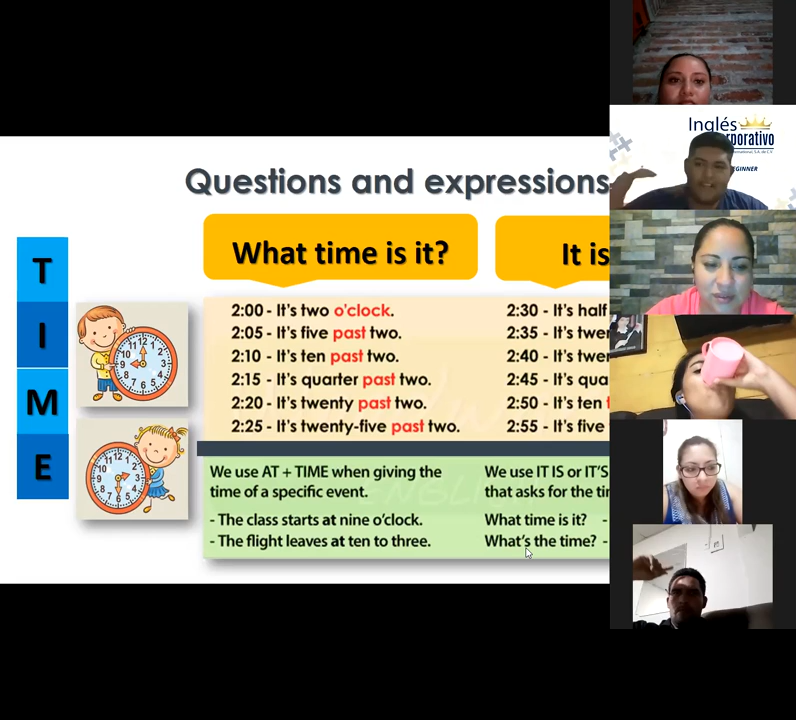 Questions and expressions
T
I
M
E
What time is it?
It is
2:00 - It's two o'clock.
2:05 - It's five past two.
2:10 - It's ten past two.
2:15 - It's quarter past two.
2:20 - It's twenty past two.
2:25 - It's twenty-five past two.
2:30 - It's half
2:35 - It's twe
2:40 - It's twe
2:45 - It's qua
2:50 - It's ten t
2:55 - It's five
We use AT + TIME when giving the
time of a specific event.
- The class starts at nine o'clock.
- The flight leaves at ten to three.
We use IT IS or IT'S
that asks for the ti
What time is it? -
What's the time? -
Inglés
rporativo
GINNER